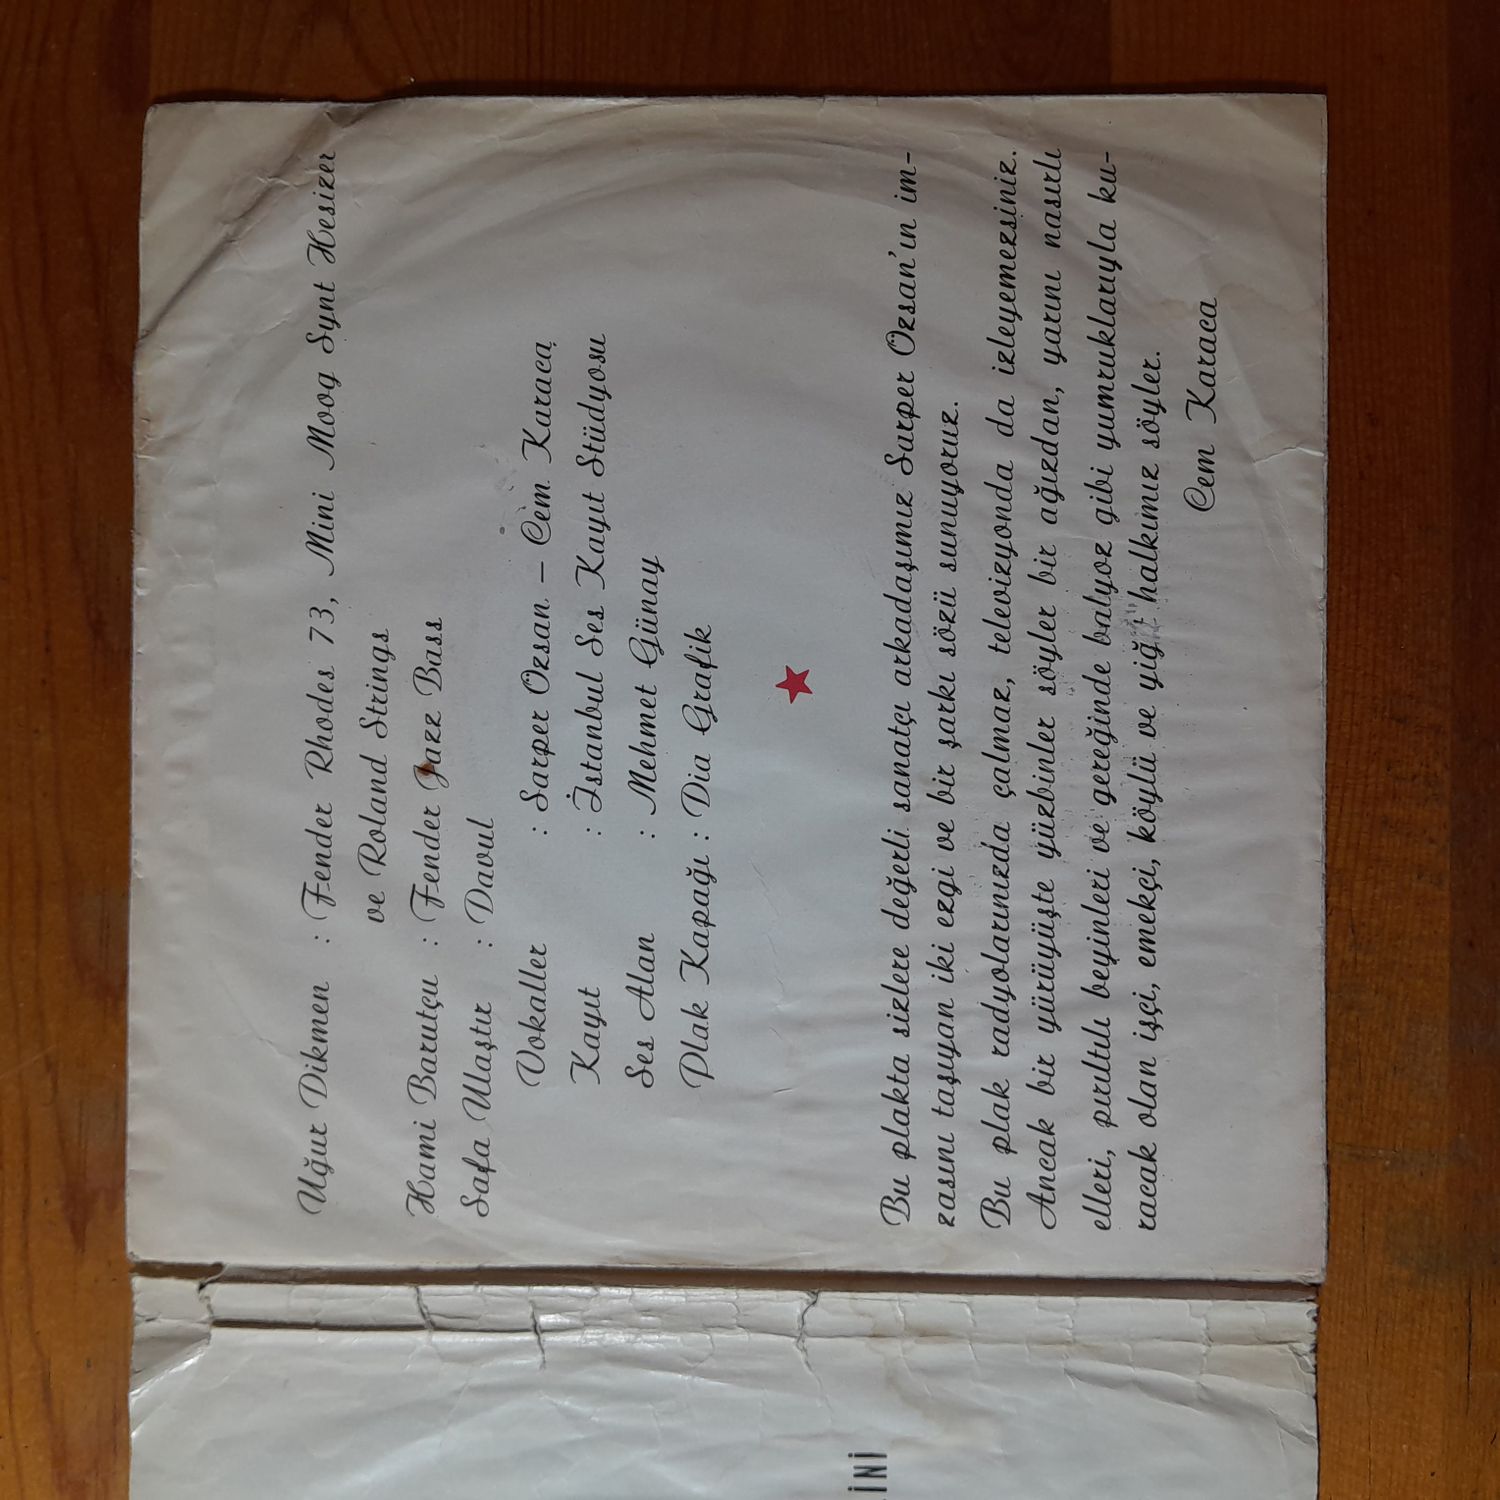 Uğur Dikmen : Fender Rhodes 73, Mini Moog Synt Hesizer
ve Roland Strings
Hami Barutçu : Fender Jazz Bass
Safa Ulaştır : Davul
Vokaller : Sarper Özsan – Cem Karaca
Kayıt : İstanbul Ses Kayıt Stüdyosu
Ses Alan : Mehmet Günay
Plak Kapağı : Dia Grafik
Bu plakta sizlere değerli sanatçı arkadaşımız Sarper Özsan'ın im-
zasını taşıyan iki ezgi ve bir şarkı sözü sunuyoruz.
Bu plak radyolarınızda çalmaz, televizyonda da izleyemezsiniz.
Ancak bir yürüyüşte yüzbinler söyler bir ağızdan, yarını nasırlı
elleri, pırıltılı beyinleri ve gereğinde balyoz gibi yumruklarıyla ku-
racak olan işçi, emekçi, köylü ve yiğit halkımız söyler.
Cem Karaca